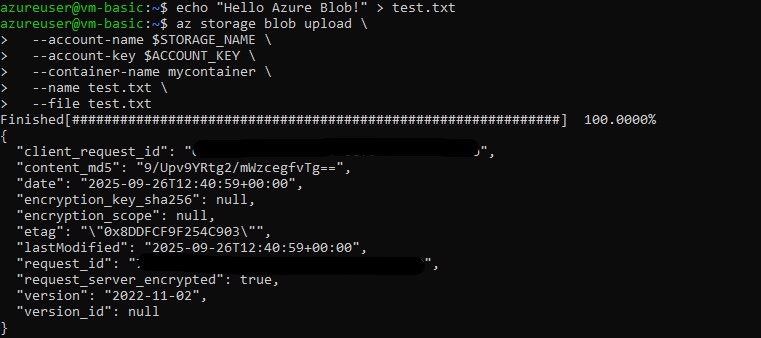 azureuser@vm-basic:~$ echo "Hello Azure Blob!" > test.txt
azureuser@vm-basic:~$ az storage blob upload \
>   --account-name $STORAGE_NAME \
>   --account-key $ACCOUNT_KEY \
>   --container-name mycontainer \
>   --name test.txt \
>   --file test.txt
Finished[#############################################################]  100.0000%
{
  "client_request_id": "",
  "content_md5": "9/Upv9YRtg2/mWzcegfvTg==",
  "date": "2025-09-26T12:40:59+00:00",
  "encryption_key_sha256": null,
  "encryption_scope": null,
  "etag": "\"0x8DDFCF9F254C903\"",
  "lastModified": "2025-09-26T12:40:59+00:00",
  "request_id": "",
  "request_server_encrypted": true,
  "version": "2022-11-02",
  "version_id": null
}